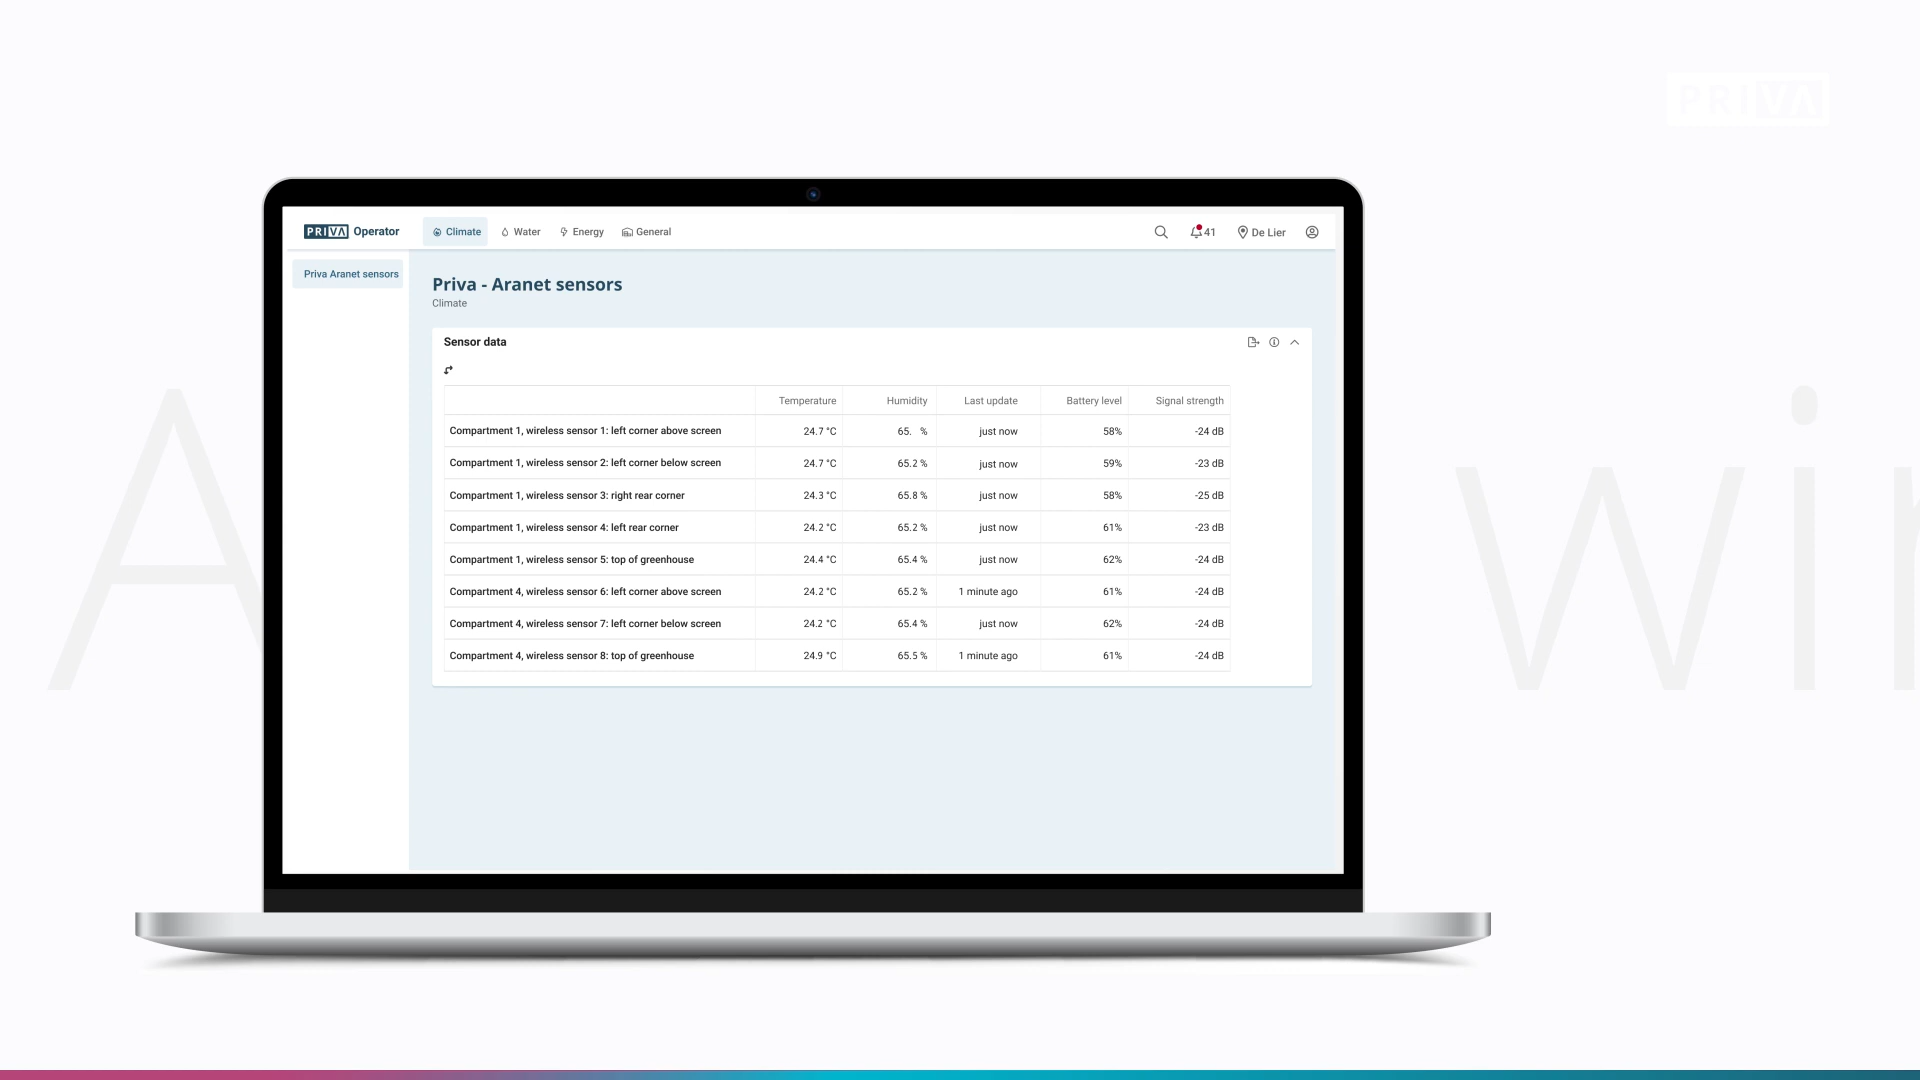 PRIVA
PRIVA Operator Climate Water Energy General 41 De Lier
Priva Aranet sensors
Priva - Aranet sensors
Climate
Sensor data
Temperature Humidity Last update Battery level Signal strength
Compartment 1, wireless sensor 1: left corner above screen 24.7 °C 65. % just now 58% -24 dB
Compartment 1, wireless sensor 2: left corner below screen 24.7 °C 65.2 % just now 59% -23 dB
Compartment 1, wireless sensor 3: right rear corner 24.3 °C 65.8 % just now 58% -25 dB
Compartment 1, wireless sensor 4: left rear corner 24.2 °C 65.2 % just now 61% -23 dB
Compartment 1, wireless sensor 5: top of greenhouse 24.4 °C 65.4 % just now 62% -24 dB
Compartment 4, wireless sensor 6: left corner above screen 24.2 °C 65.2 % 1 minute ago 61% -24 dB
Compartment 4, wireless sensor 7: left corner below screen 24.2 °C 65.4 % just now 62% -24 dB
Compartment 4, wireless sensor 8: top of greenhouse 24.9 °C 65.5 % 1 minute ago 61% -24 dB